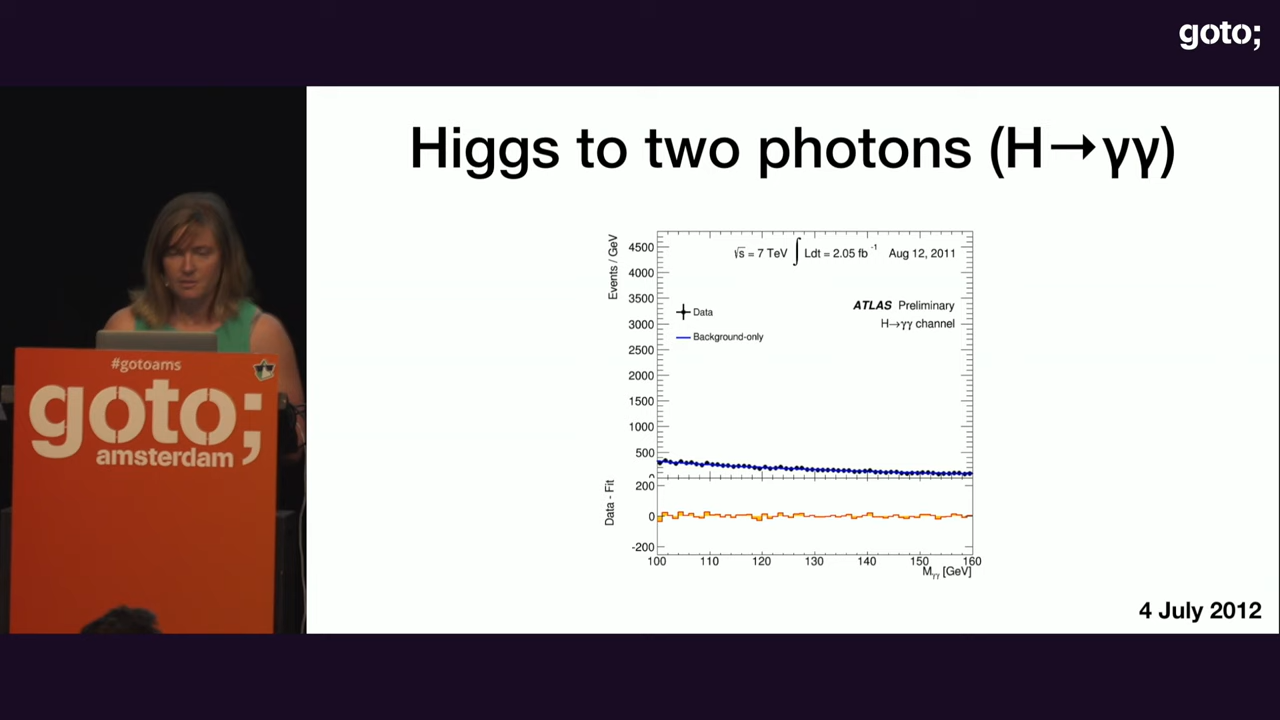 goto;
Higgs to two photons (H→γγ)
√s = 7 TeV ∫ Ldt = 2.05 fb⁻¹ Aug 12, 2011
ATLAS Preliminary
H→γγ channel
Data
Background-only
Events / GeV
4500
4000
3500
3000
2500
2000
1500
1000
500
0
Data - Fit
200
0
-200
100 110 120 130 140 150 160
Mγγ [GeV]
4 July 2012
#gotoams
goto;
amsterdam